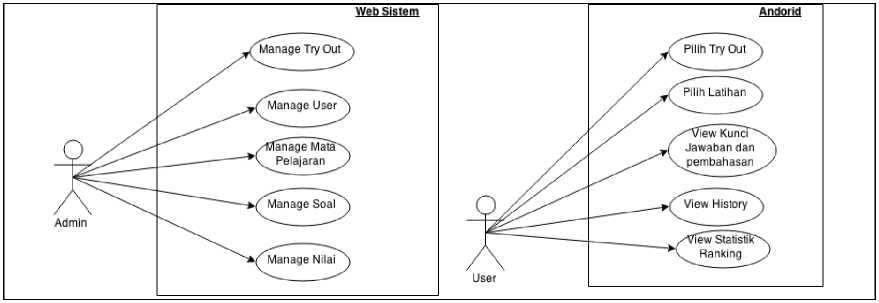 Web Sistem
Manage Try Out
Manage User
Manage Mata
Pelajaran
Manage Soal
Manage Nilai
Admin
Andorid
Pilih Try Out
Pilih Latihan
View Kunci
Jawaban dan
pembahasan
View History
View Statistik
Ranking
User